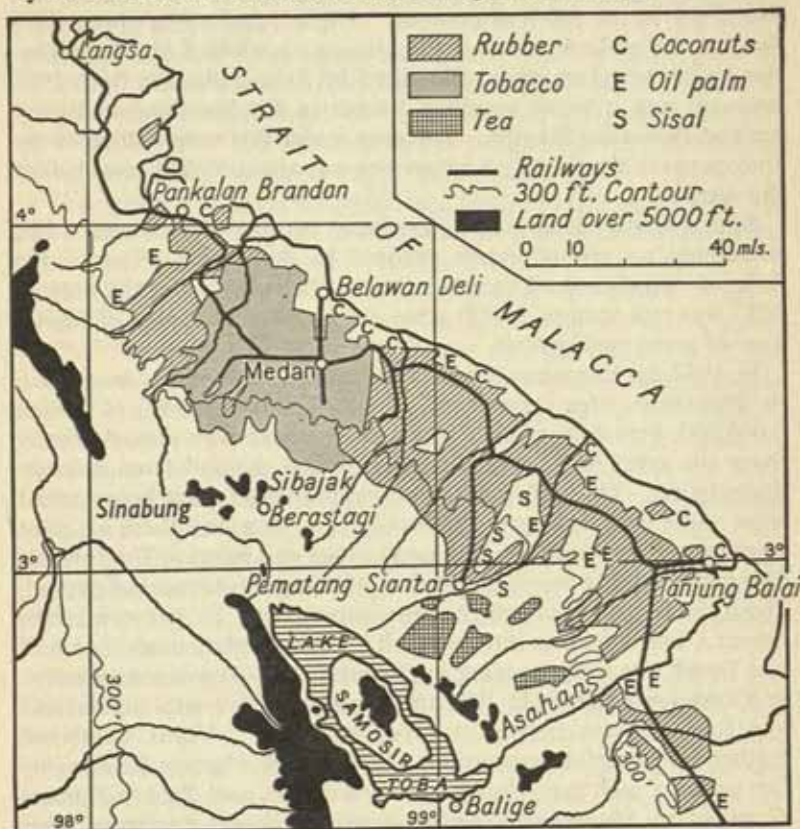 Rubber
C Coconuts
Tobacco
E Oil palm
Tea
S Sisal
Railways
300 ft. Contour
Land over 5000 ft.
0 10 40 mls.
Langsa
STRAIT
OF
MALACCA
Pankalan Brandan
C
4°
E
E
Belawan Deli
C
C
C
C
E
C
Medan
C
E
Sibajak
Sinabung
Berastagi
S
S
E
S
C
E
E
E
C
3°
3°
Pematang Siantar
S
Tanjung Balai
LAKE
SAMOSIR
TOBA
Asahan
E
E
300'
300'
E
Balige
98°
99°